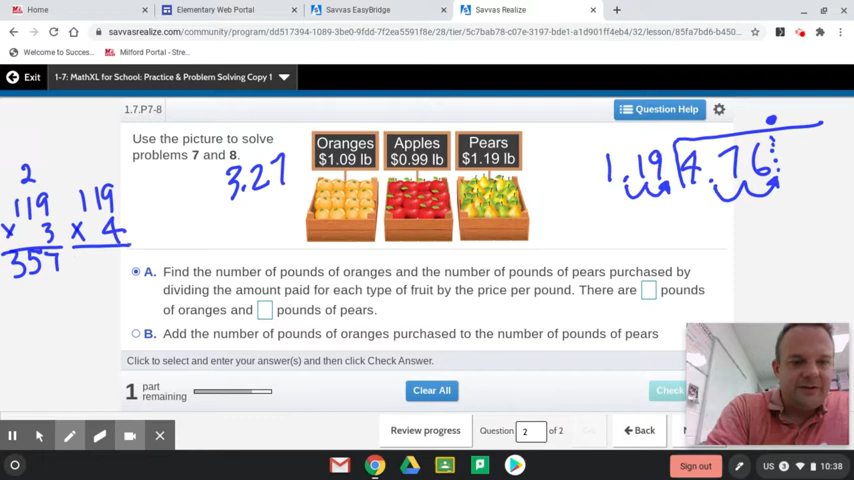 Home
Elementary Web Portal
Savvas EasyBridge
Savvas Realize
savvasrealize.com/community/program/dd517394-1089-3be0-9fd6-7f2ea5591f8e/28/tier/5c7bab78-c07e-3197-bde1-a1d901ff4eb4/32/lesson/85fa7bd6-b450...
Welcome to Succes...
Milford Portal - Stre...
Exit
1-7: MathXL for School: Practice & Problem Solving Copy 1
1.7.P7-8
Question Help
Use the picture to solve
problems 7 and 8.
Oranges
$1.09 lb
Apples
$0.99 lb
Pears
$1.19 lb
3.27
1.19 4.76
2
119
x 3
357
119
x 4
A. Find the number of pounds of oranges and the number of pounds of pears purchased by
dividing the amount paid for each type of fruit by the price per pound. There are pounds
of oranges and pounds of pears.
B. Add the number of pounds of oranges purchased to the number of pounds of pears
Click to select and enter your answer(s) and then click Check Answer.
1 part
remaining
Clear All
Check
Review progress
Question 2 of 2
Back
Sign out
US 3 10:38